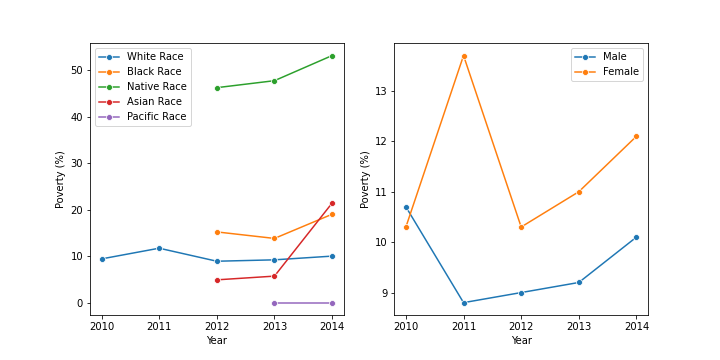 White Race
Black Race
Native Race
Asian Race
Pacific Race
50
40
30
20
10
0
Poverty (%)
2010 2011 2012 2013 2014
Year
Male
Female
13
12
11
10
9
Poverty (%)
2010 2011 2012 2013 2014
Year